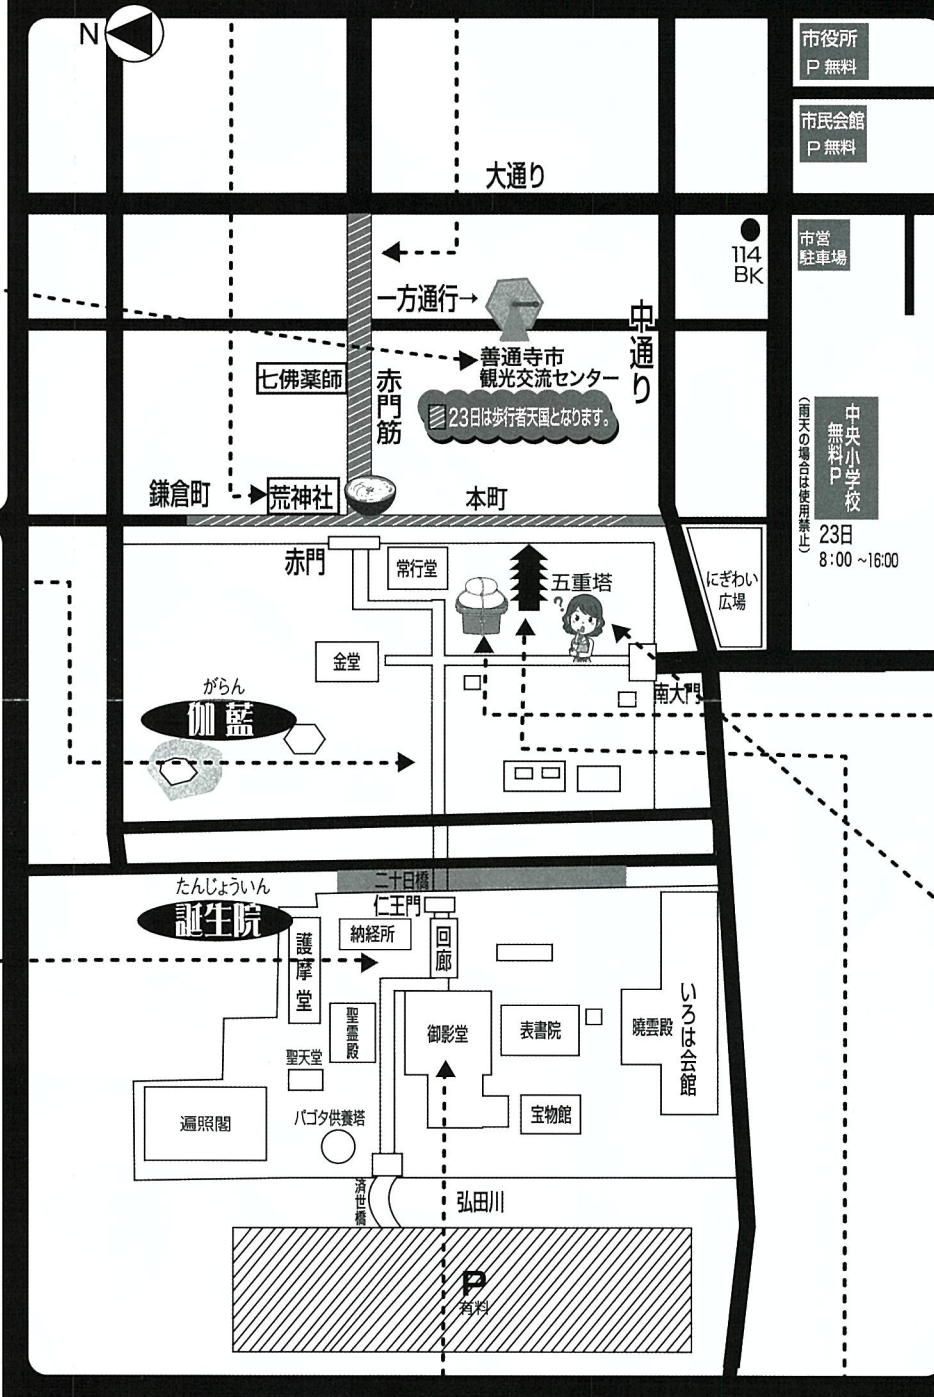 N
市役所
P 無料
市民会館
P 無料
大通り
114
BK
市営
駐車場
一方通行→
中通り
善通寺市
観光交流センター
七佛薬師
赤門筋
23日は歩行者天国となります。
中央小学校
無料P
(雨天の場合は使用禁止)
23日
8:00 ~16:00
鎌倉町
荒神社
本町
赤門
常行堂
五重塔
?
にぎわい
広場
金堂
南大門
がらん
伽藍
二十日橋
たんじょういん
誕生院
仁王門
納経所
回廊
護摩堂
聖霊殿
御影堂
表書院
曉雲殿
いろは会館
聖天堂
遍照閣
パゴタ供養塔
宝物館
済世橋
弘田川
P
有料